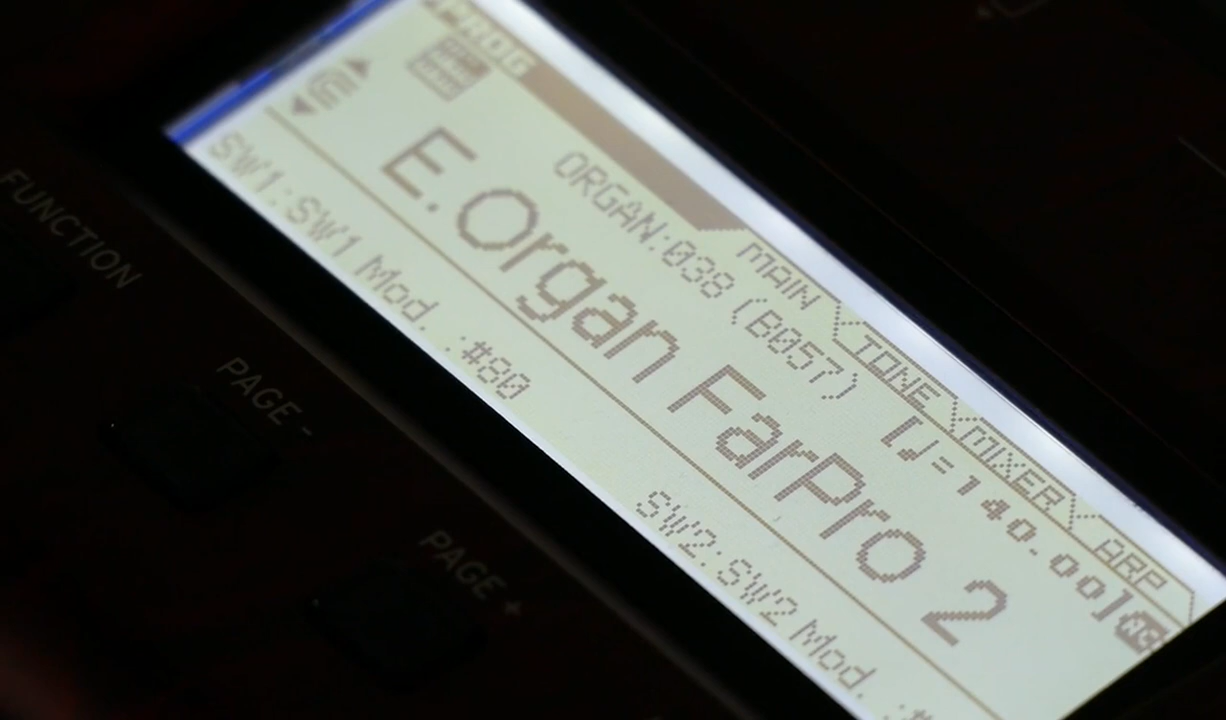 PROG
MAIN TONE MIXER ARP
ORGAN:038 (B057) [♩=140.00]
E.Organ FarPro 2
SW1:SW1 Mod. :#80
SW2:SW2 Mod. :#
FUNCTION
PAGE -
PAGE +